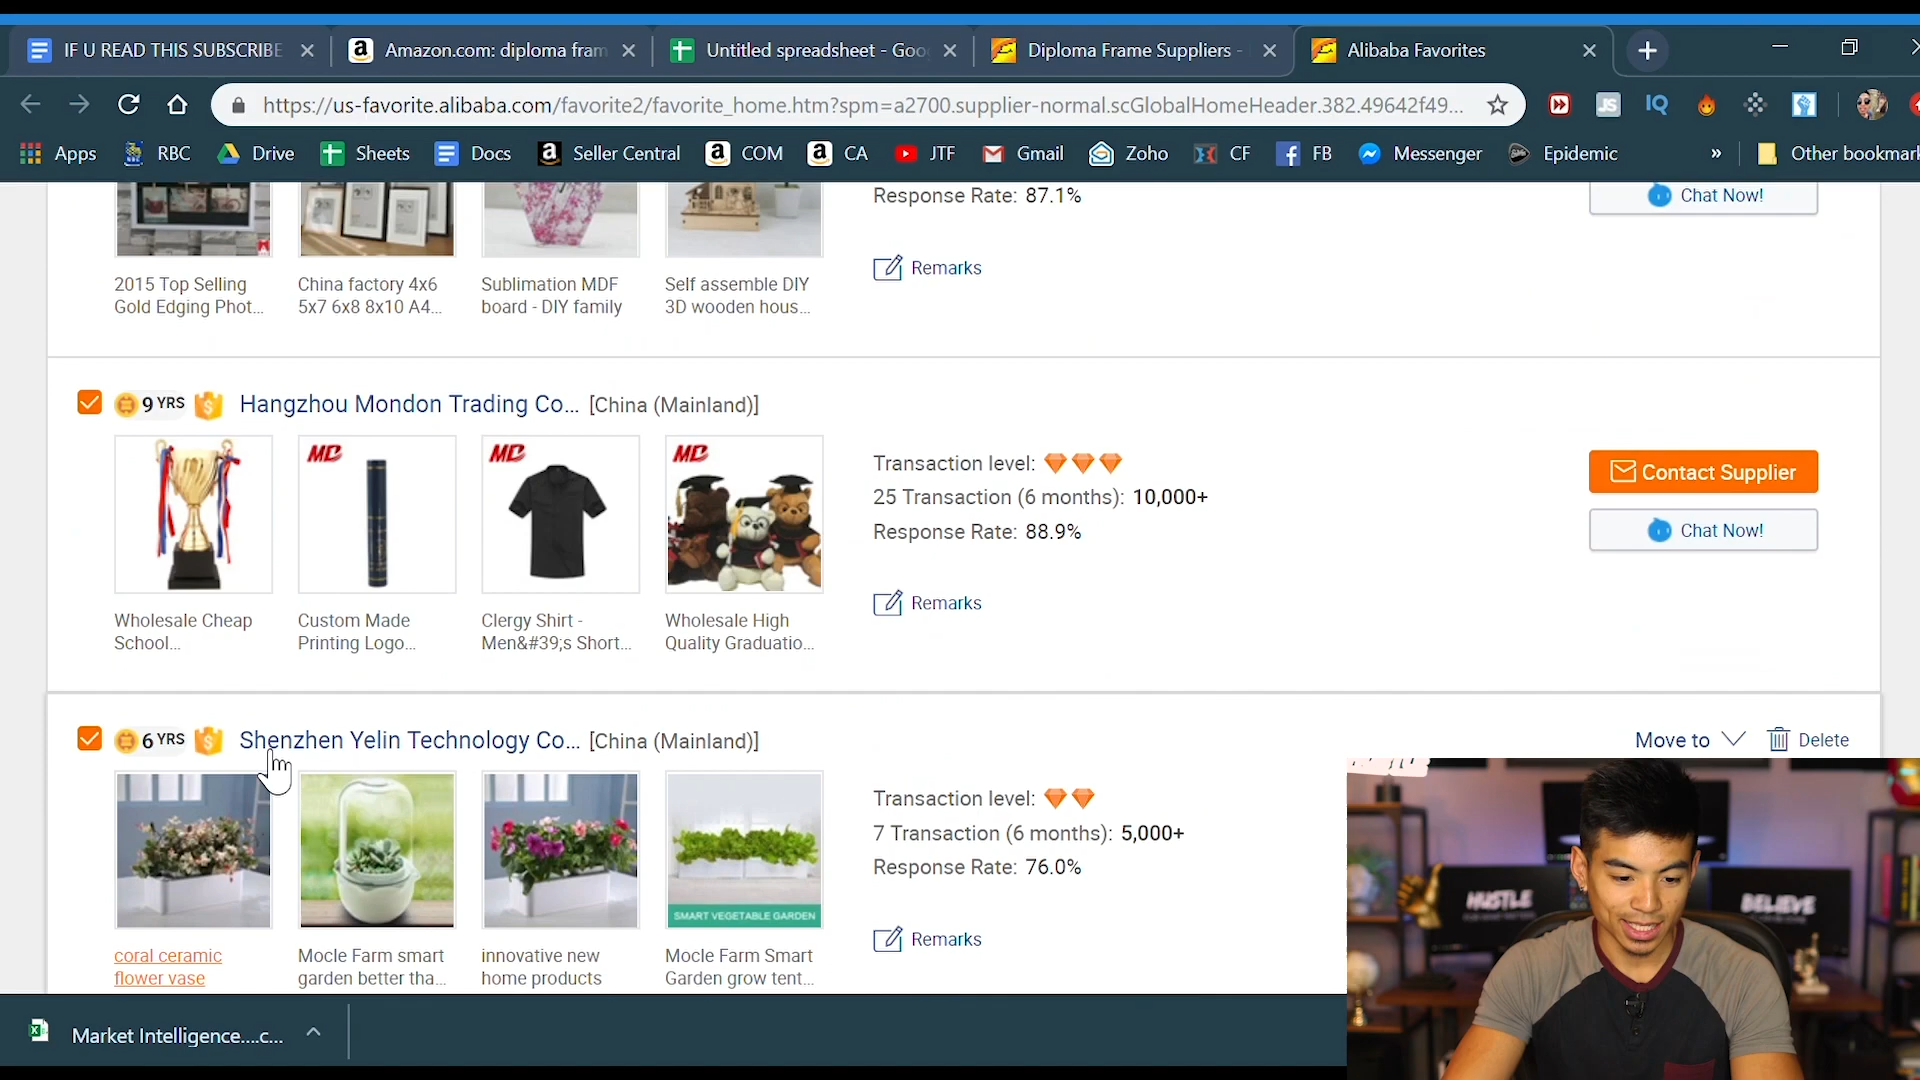 IF U READ THIS SUBSCRIBE
Amazon.com: diploma fram
Untitled spreadsheet - Goo
Diploma Frame Suppliers -
Alibaba Favorites
https://us-favorite.alibaba.com/favorite2/favorite_home.htm?spm=a2700.supplier-normal.scGlobalHomeHeader.382.49642f49...
JS
IQ
Apps
RBC
Drive
Sheets
Docs
Seller Central
COM
CA
JTF
Gmail
Zoho
CF
FB
Messenger
Epidemic
»
Other bookmark
Response Rate: 87.1%
Chat Now!
Remarks
2015 Top Selling
Gold Edging Phot...
China factory 4x6
5x7 6x8 8x10 A4...
Sublimation MDF
board - DIY family
Self assemble DIY
3D wooden hous...
9 YRS
Hangzhou Mondon Trading Co... [China (Mainland)]
MD
MD
MD
Transaction level:
25 Transaction (6 months): 10,000+
Response Rate: 88.9%
Contact Supplier
Chat Now!
Remarks
Wholesale Cheap
School...
Custom Made
Printing Logo...
Clergy Shirt -
Men&#39;s Short...
Wholesale High
Quality Graduatio...
6 YRS
Shenzhen Yelin Technology Co... [China (Mainland)]
Move to
Delete
Transaction level:
7 Transaction (6 months): 5,000+
Response Rate: 76.0%
SMART VEGETABLE GARDEN
Remarks
coral ceramic
flower vase
Mocle Farm smart
garden better tha...
innovative new
home products
Mocle Farm Smart
Garden grow tent...
HUSTLE
BELIEVE
Market Intelligence....c...